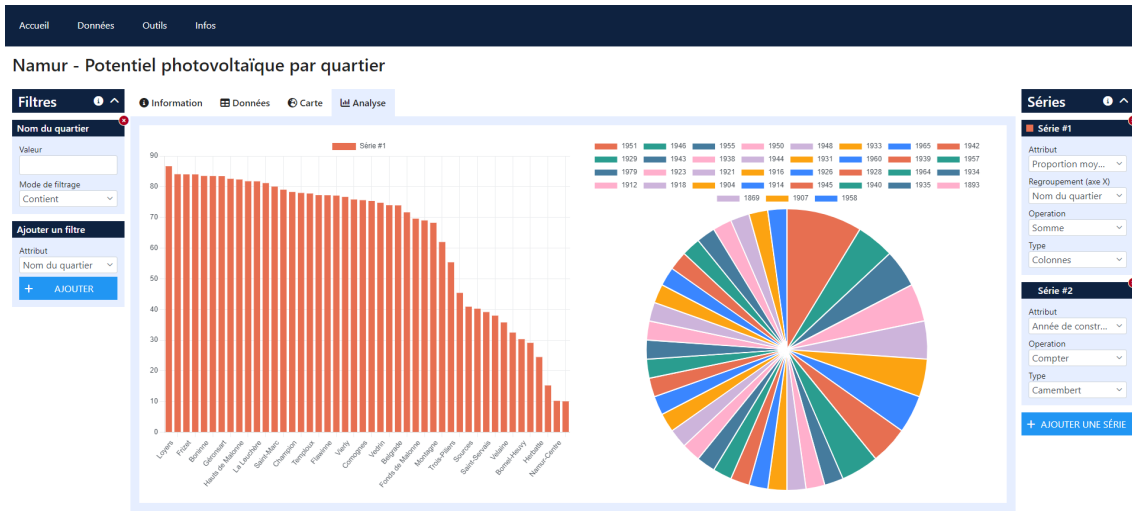 Accueil Données Outils Infos
Namur - Potentiel photovoltaïque par quartier
Filtres
Nom du quartier
Valeur
Mode de filtrage
Contient
Ajouter un filtre
Attribut
Nom du quartier
+ AJOUTER
Information Données Carte Analyse
Série #1
90
80
70
60
50
40
30
20
10
0
Loyers Frizet Boninne Géronsart Hauts de Malonne La Leuchère Saint-Marc Champion Temploux Flawinne Vierly Comognes Vedrin Belgrade Fonds de Malonne Montagne Trois-Piliers Sources Saint-Servais Velaine Bomel-Heuvy Herbatte Namur-Centre
1951 1946 1955 1950 1948 1933 1965 1942
1929 1943 1938 1944 1931 1960 1939 1957
1979 1923 1921 1916 1926 1928 1964 1934
1912 1918 1904 1914 1945 1940 1935 1893
1869 1907 1958
Séries
Série #1
Attribut
Proportion moy...
Regroupement (axe X)
Nom du quartier
Operation
Somme
Type
Colonnes
Série #2
Attribut
Année de constr...
Operation
Compter
Type
Camembert
+ AJOUTER UNE SÉRIE